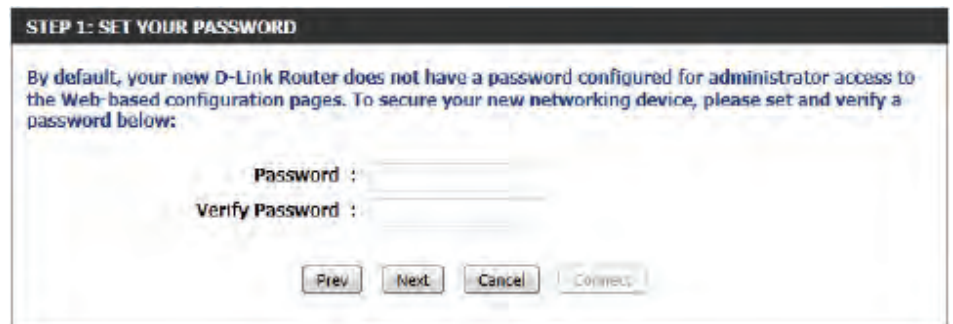 STEP 1: SET YOUR PASSWORD
By default, your new D-Link Router does not have a password configured for administrator access to
the Web-based configuration pages. To secure your new networking device, please set and verify a
password below:
Password :
Verify Password :
Prev Next Cancel Connect